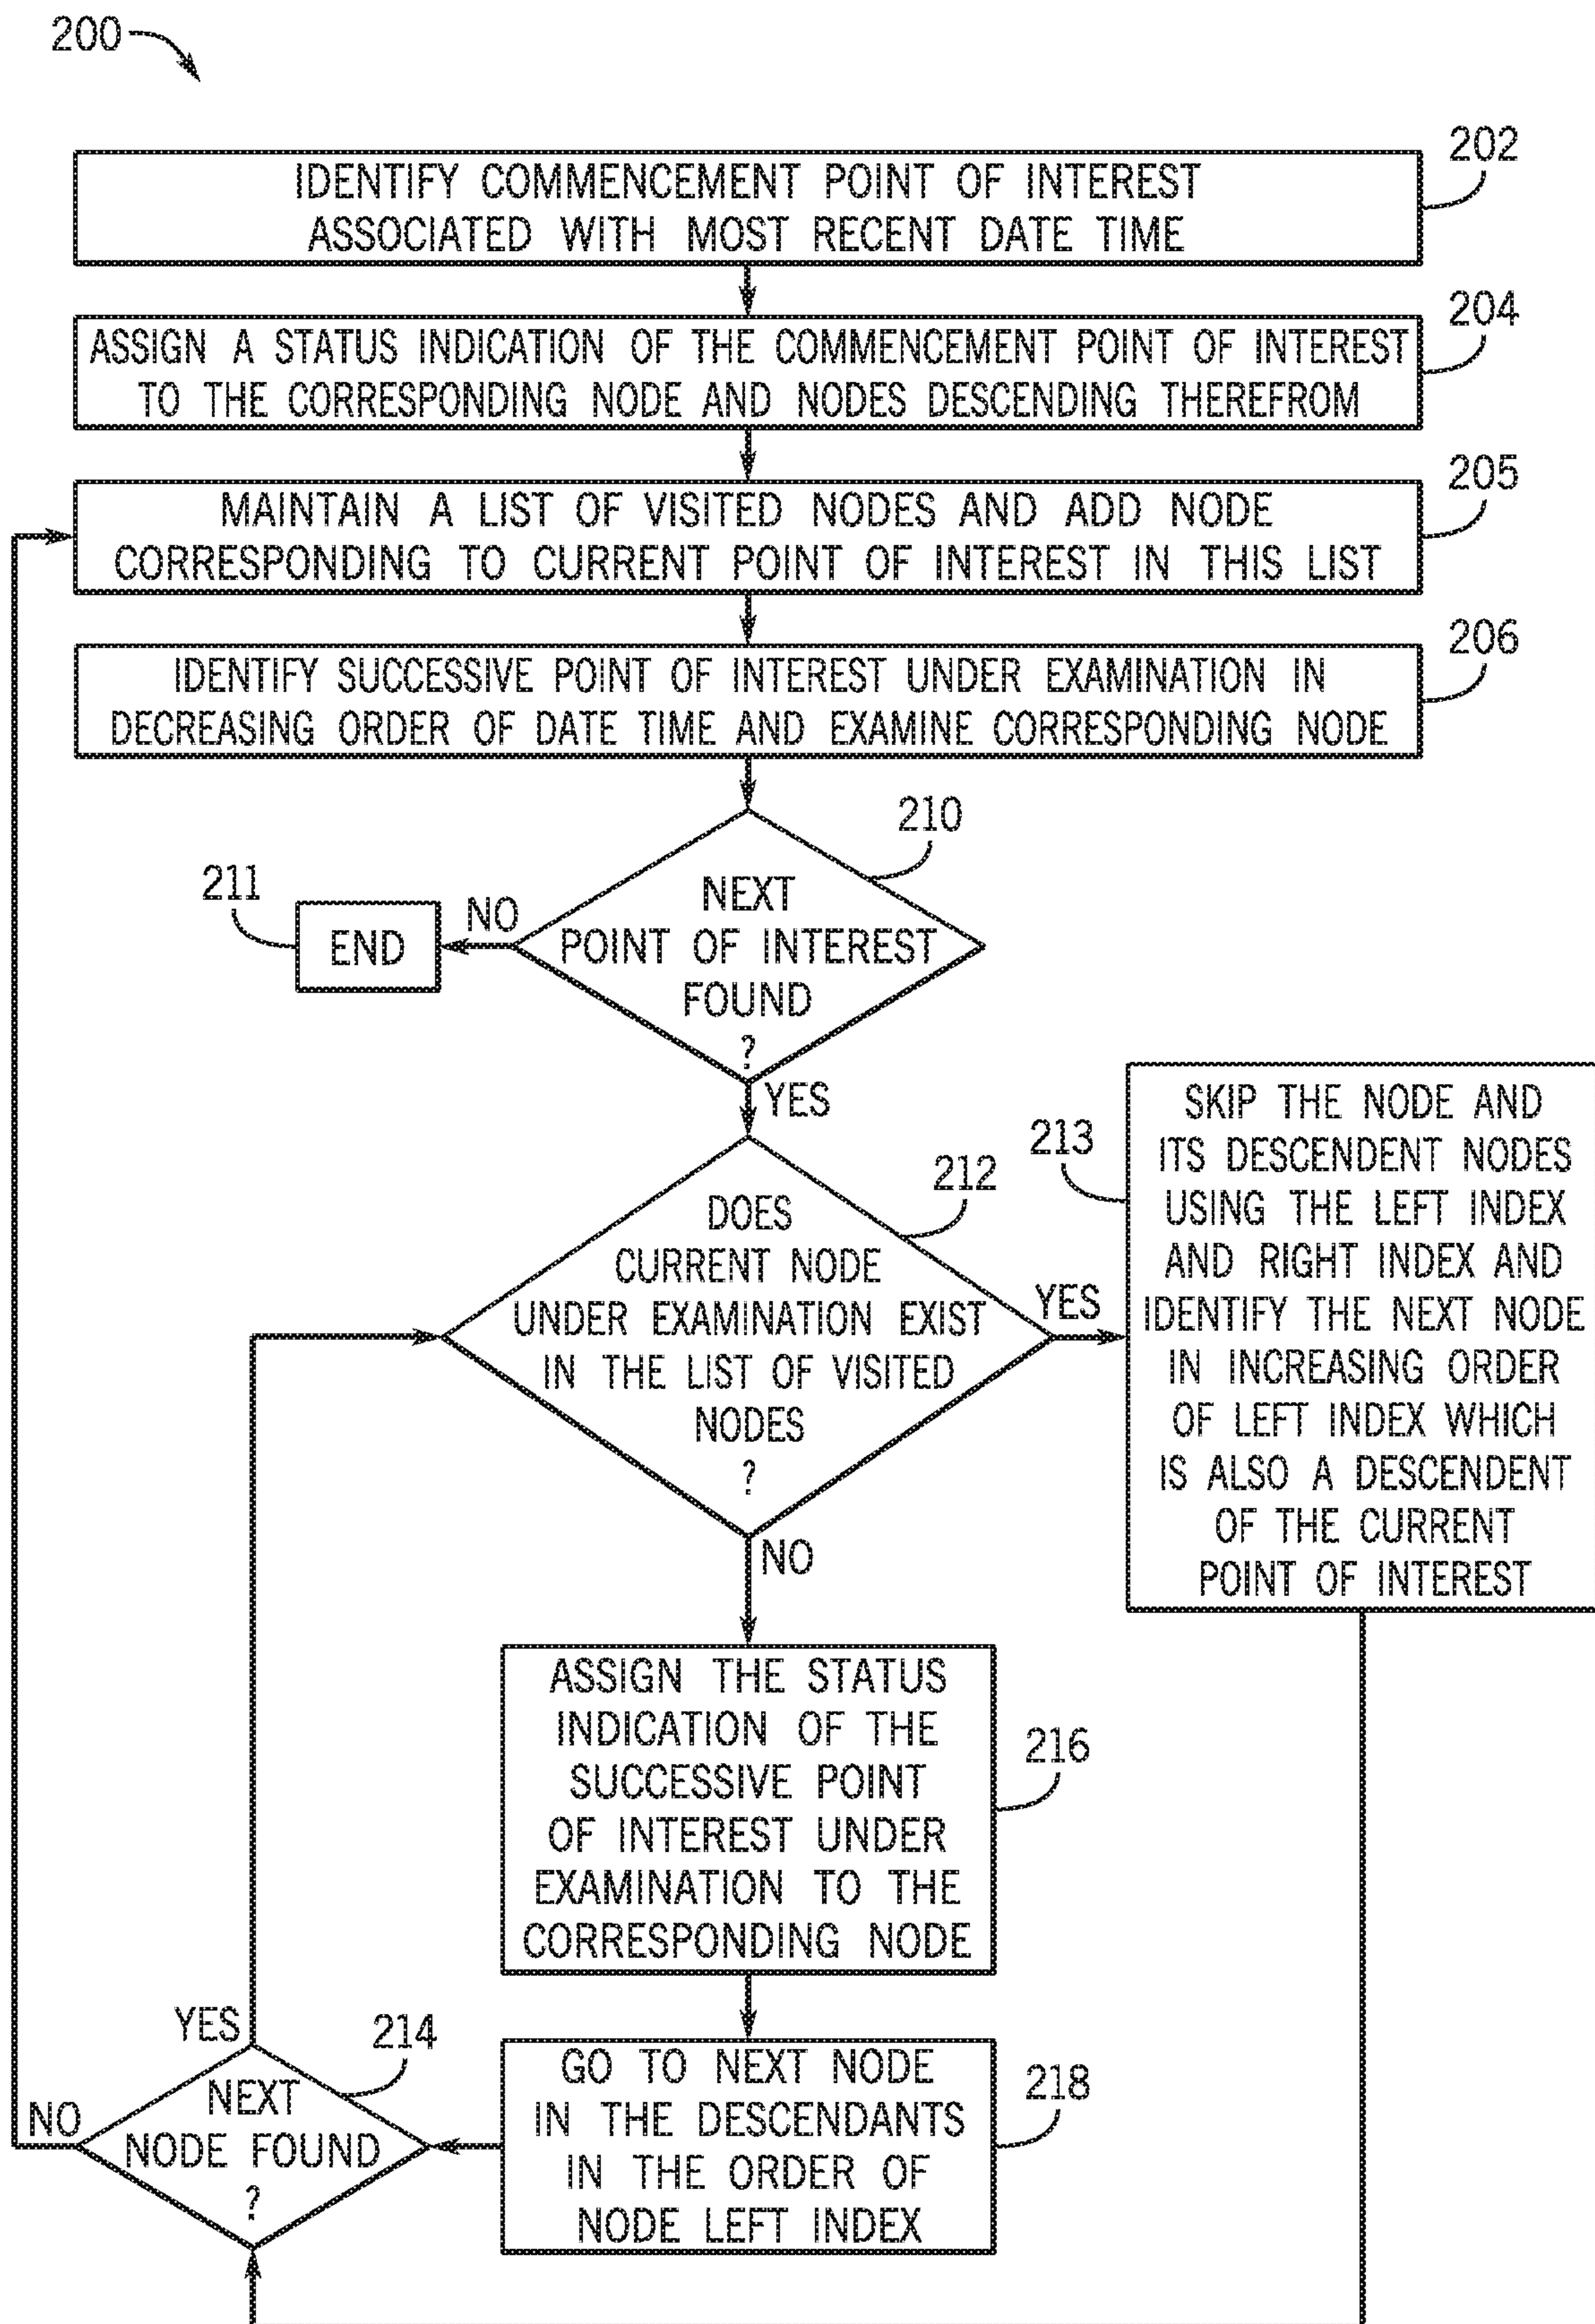 200
202
IDENTIFY COMMENCEMENT POINT OF INTEREST
ASSOCIATED WITH MOST RECENT DATE TIME
204
ASSIGN A STATUS INDICATION OF THE COMMENCEMENT POINT OF INTEREST
TO THE CORRESPONDING NODE AND NODES DESCENDING THEREFROM
205
MAINTAIN A LIST OF VISITED NODES AND ADD NODE
CORRESPONDING TO CURRENT POINT OF INTEREST IN THIS LIST
206
IDENTIFY SUCCESSIVE POINT OF INTEREST UNDER EXAMINATION IN
DECREASING ORDER OF DATE TIME AND EXAMINE CORRESPONDING NODE
210
NEXT
POINT OF INTEREST
FOUND
?
NO
211
END
YES
212
DOES
CURRENT NODE
UNDER EXAMINATION EXIST
IN THE LIST OF VISITED
NODES
?
YES
213
SKIP THE NODE AND
ITS DESCENDENT NODES
USING THE LEFT INDEX
AND RIGHT INDEX AND
IDENTIFY THE NEXT NODE
IN INCREASING ORDER
OF LEFT INDEX WHICH
IS ALSO A DESCENDENT
OF THE CURRENT
POINT OF INTEREST
NO
ASSIGN THE STATUS
INDICATION OF THE
SUCCESSIVE POINT
OF INTEREST UNDER
EXAMINATION TO THE
CORRESPONDING NODE
216
GO TO NEXT NODE
IN THE DESCENDANTS
IN THE ORDER OF
NODE LEFT INDEX
218
YES
214
NEXT
NODE FOUND
?
NO